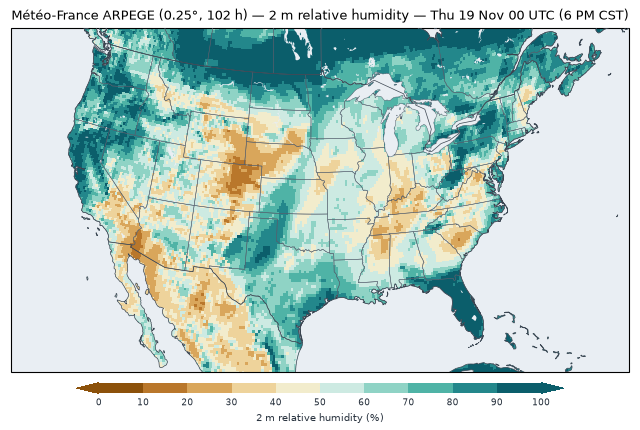 Météo-France ARPEGE (0.25°, 102 h) — 2 m relative humidity — Thu 19 Nov 00 UTC (6 PM CST)
0 10 20 30 40 50 60 70 80 90 100
2 m relative humidity (%)